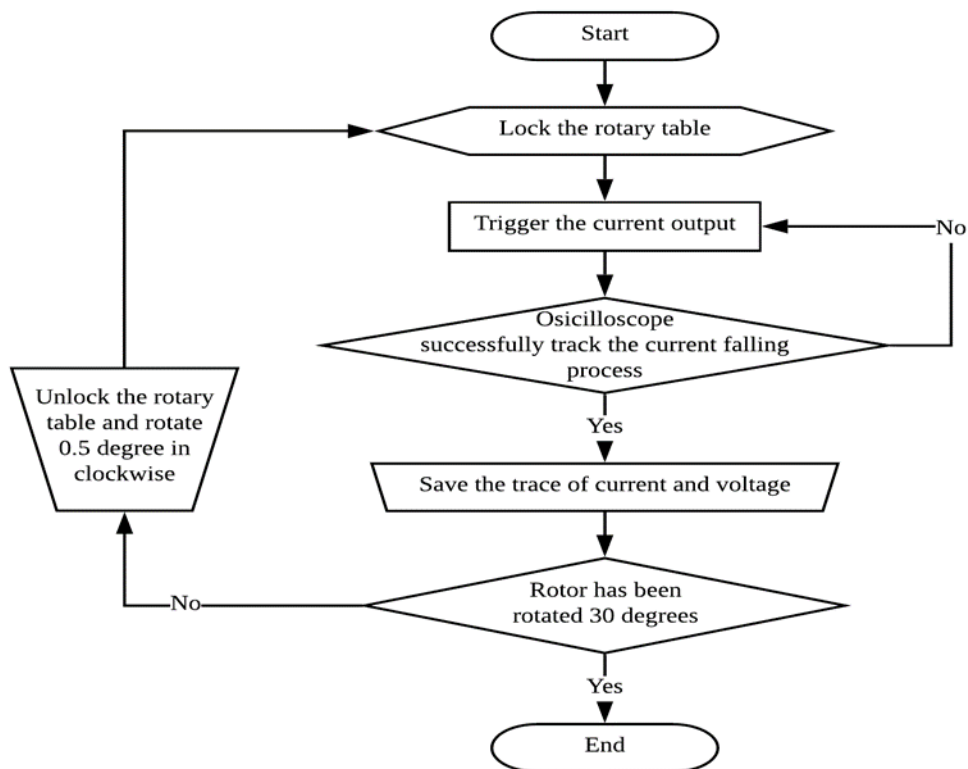 Start
Lock the rotary table
Trigger the current output
No
Osicilloscope
successfully track the current falling
process
Yes
Unlock the rotary
table and rotate
0.5 degree in
clockwise
Save the trace of current and voltage
No
Rotor has been
rotated 30 degrees
Yes
End